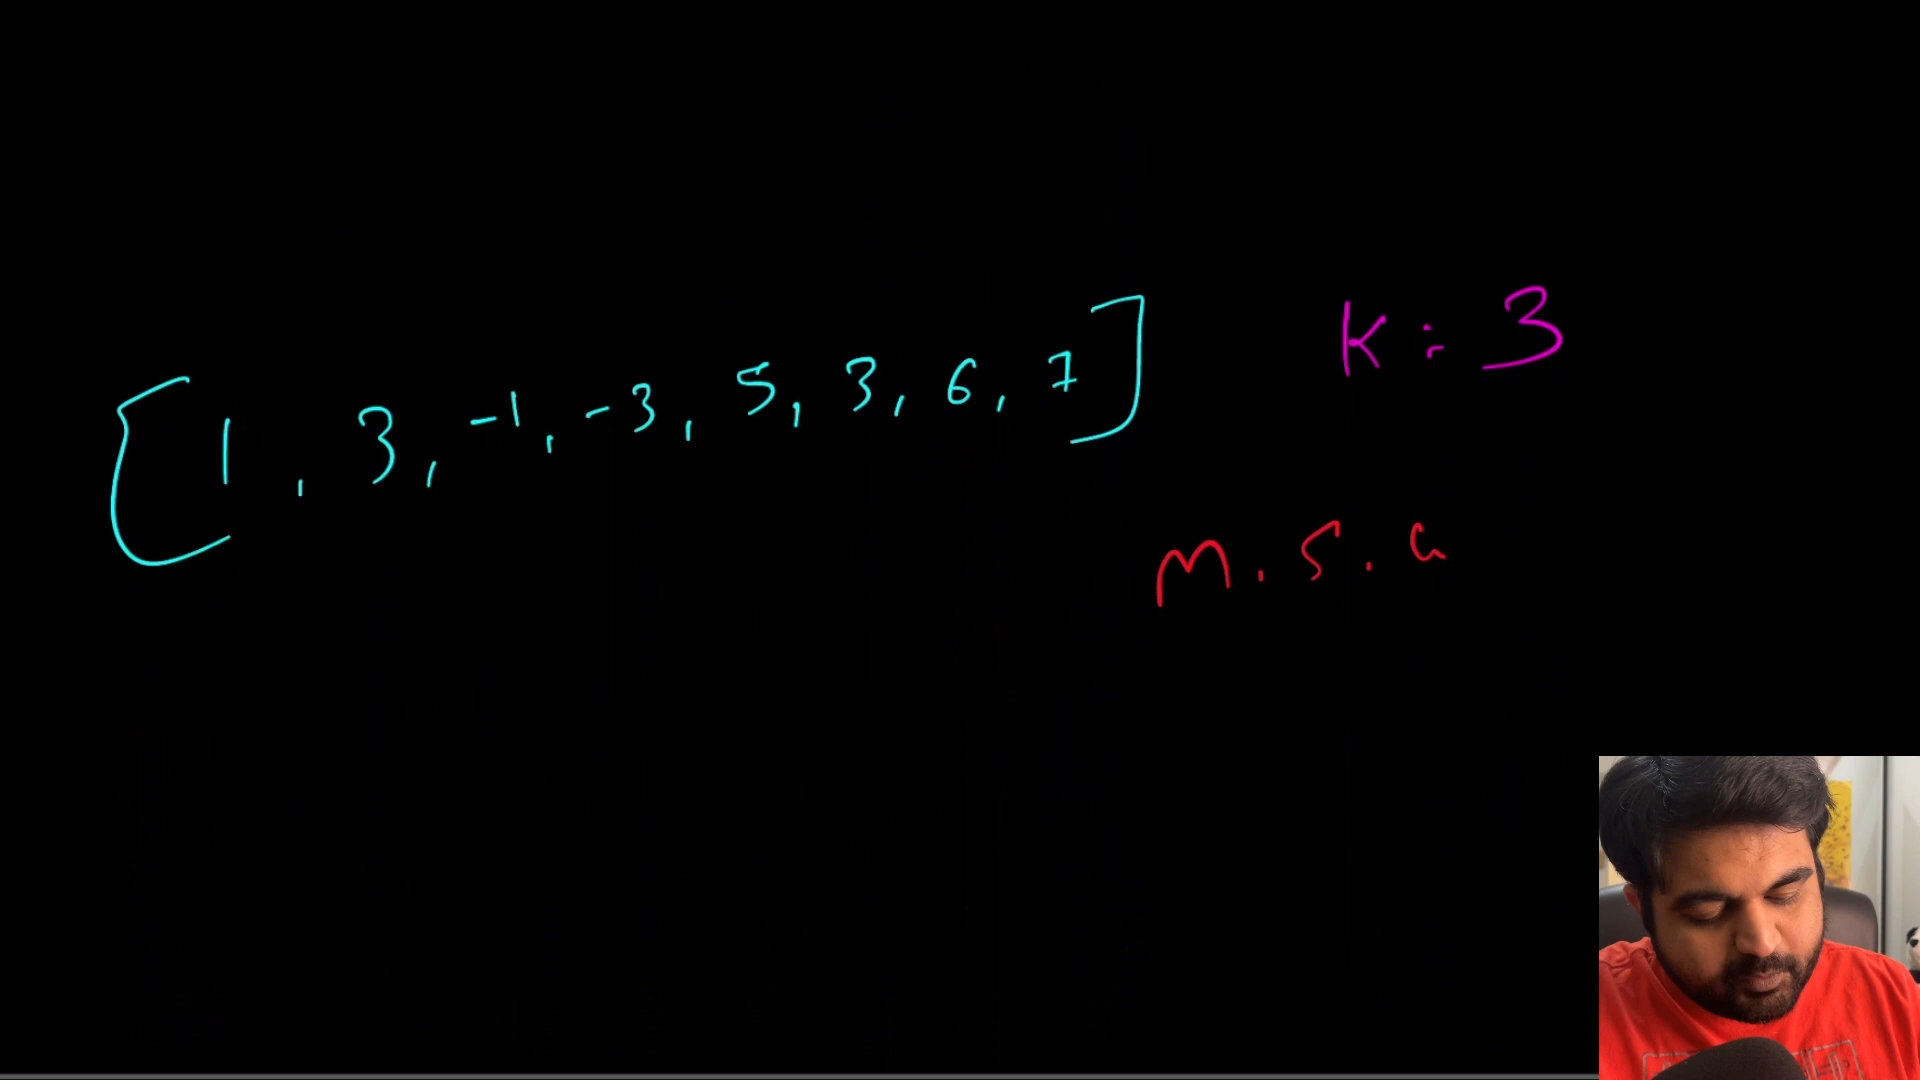 [1, 3, -1, -3, 5, 3, 6, 7]
K = 3
M. S. a